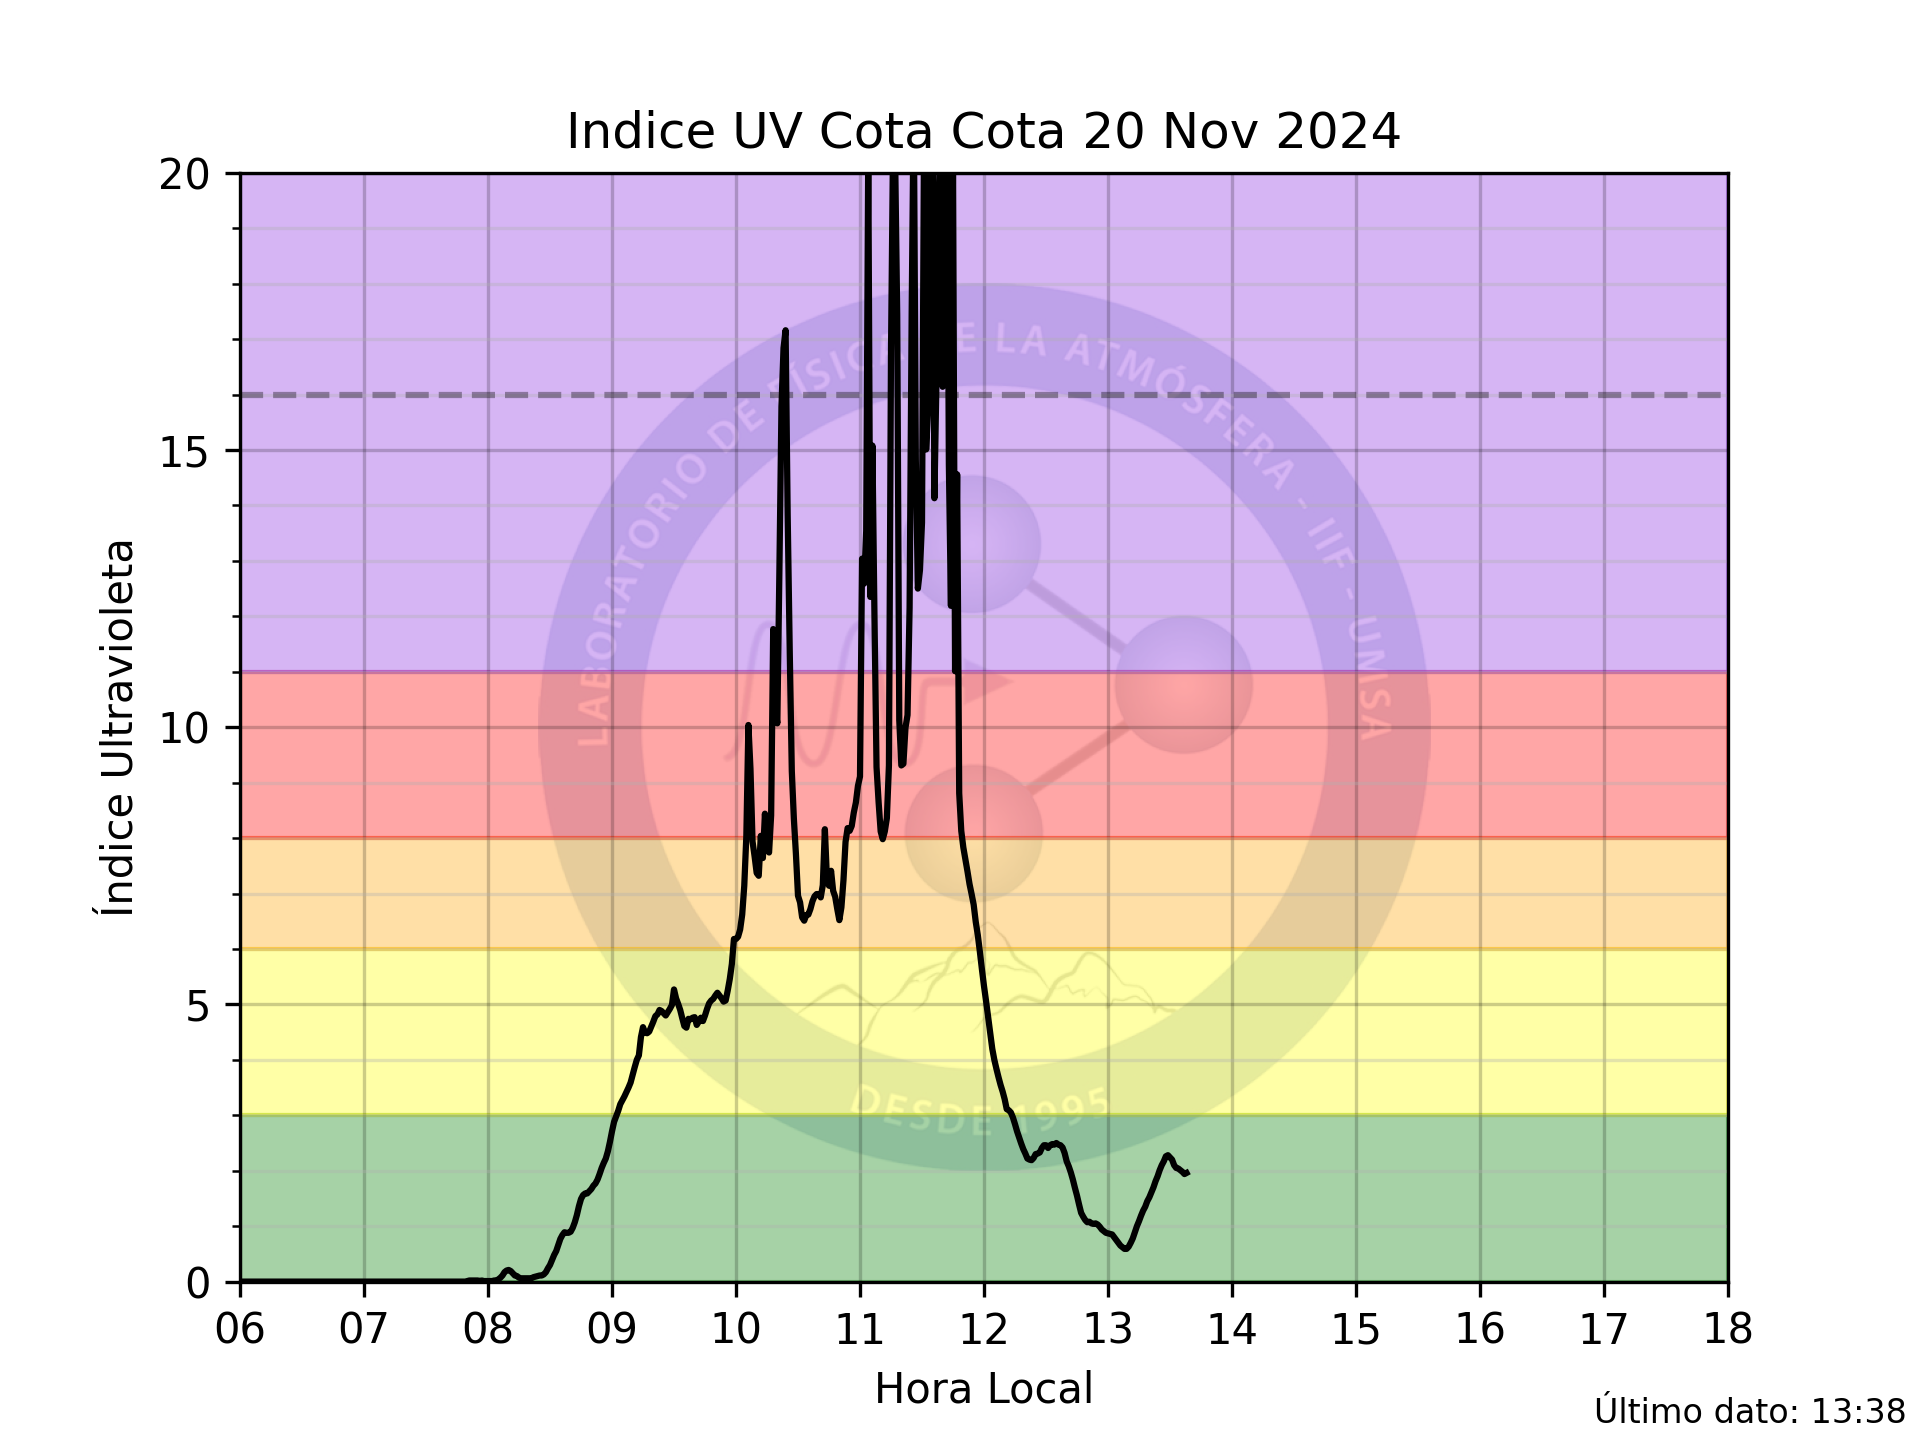 Indice UV Cota Cota 20 Nov 2024
20
15
10
5
0
Índice Ultravioleta
LABORATORIO DE FÍSICA DE LA ATMÓSFERA - IIF - UMSA
DESDE 1995
06 07 08 09 10 11 12 13 14 15 16 17 18
Hora Local
Último dato: 13:38